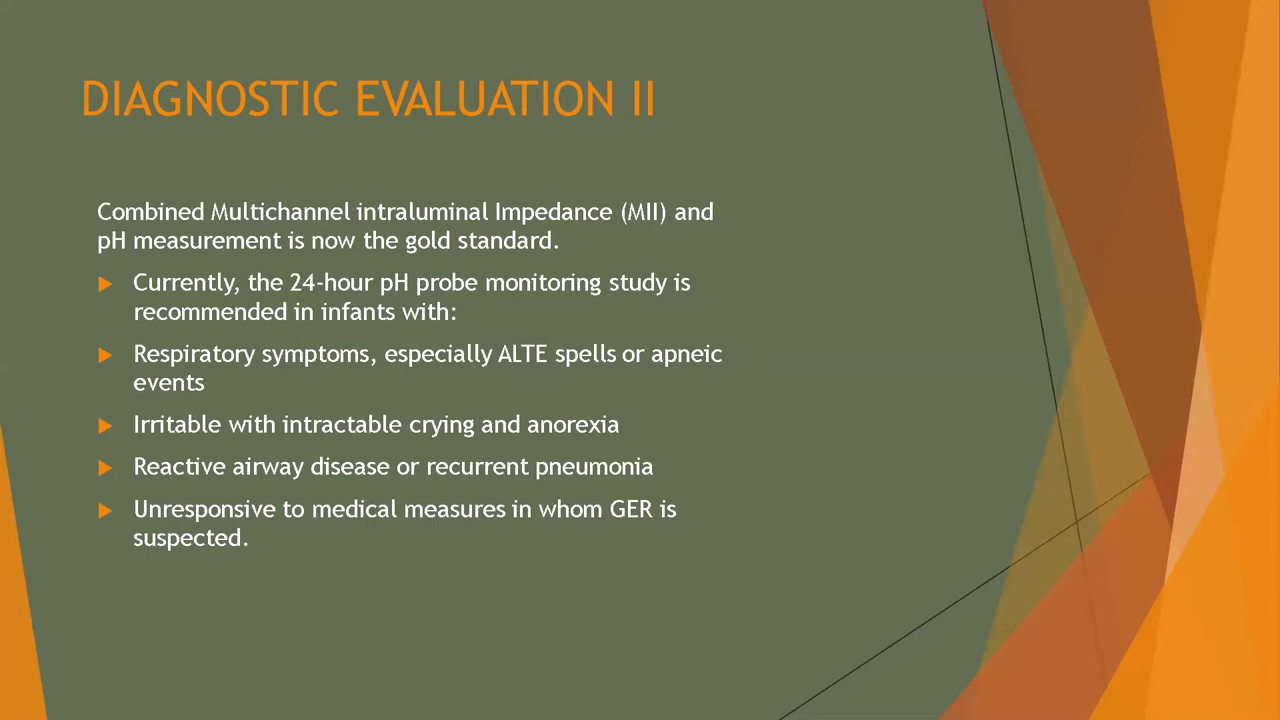 DIAGNOSTIC EVALUATION II
Combined Multichannel intraluminal Impedance (MII) and
pH measurement is now the gold standard.
Currently, the 24-hour pH probe monitoring study is
recommended in infants with:
Respiratory symptoms, especially ALTE spells or apneic
events
Irritable with intractable crying and anorexia
Reactive airway disease or recurrent pneumonia
Unresponsive to medical measures in whom GER is
suspected.